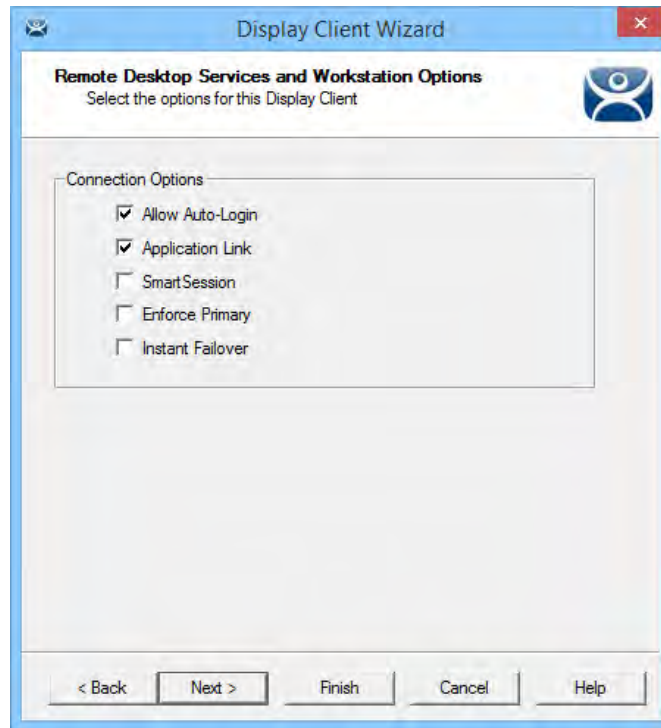 Display Client Wizard
Remote Desktop Services and Workstation Options
Select the options for this Display Client
Connection Options
Allow Auto-Login
Application Link
SmartSession
Enforce Primary
Instant Failover
< Back Next > Finish Cancel Help